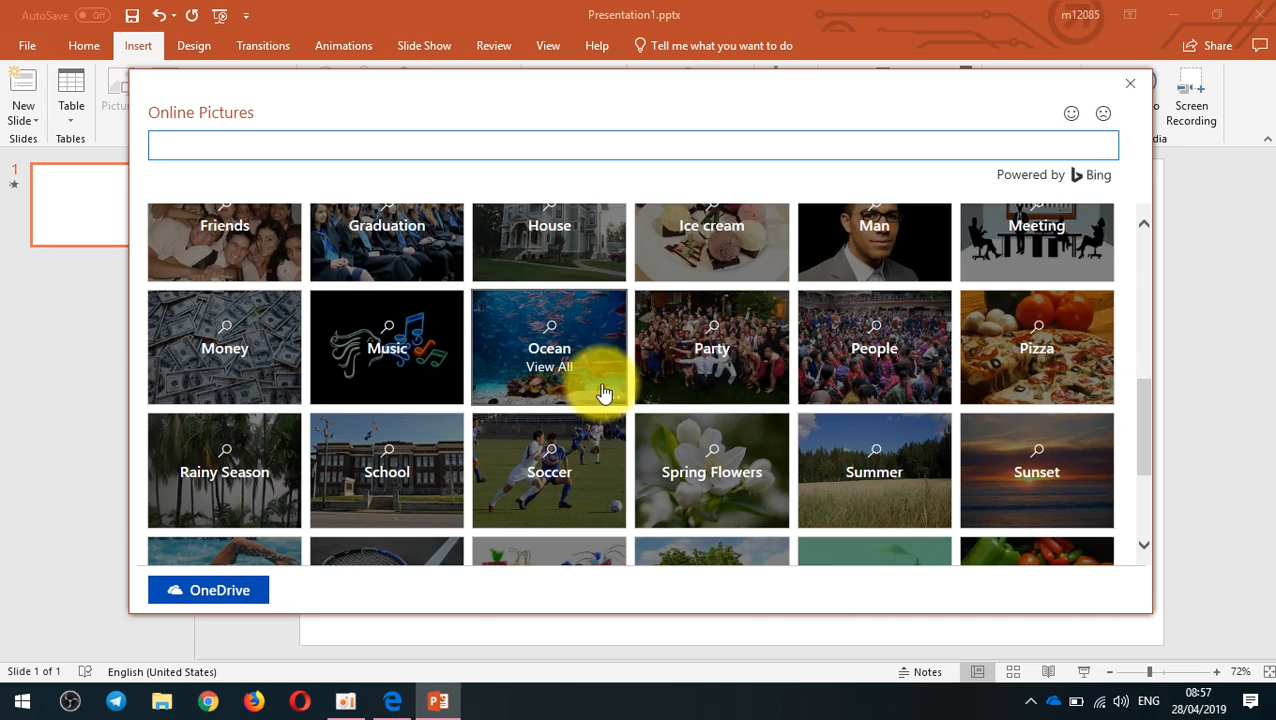 AutoSave Off Presentation1.pptx m12085
File Home Insert Design Transitions Animations Slide Show Review View Help Tell me what you want to do Share
New
Slide
Table
Screen
Recording
Slides Tables
Online Pictures
Powered by Bing
1
Friends Graduation House Ice cream Man Meeting
Money Music Ocean Party People Pizza
View All
Rainy Season School Soccer Spring Flowers Summer Sunset
OneDrive
Slide 1 of 1 English (United States) Notes 72%
ENG 08:57
28/04/2019